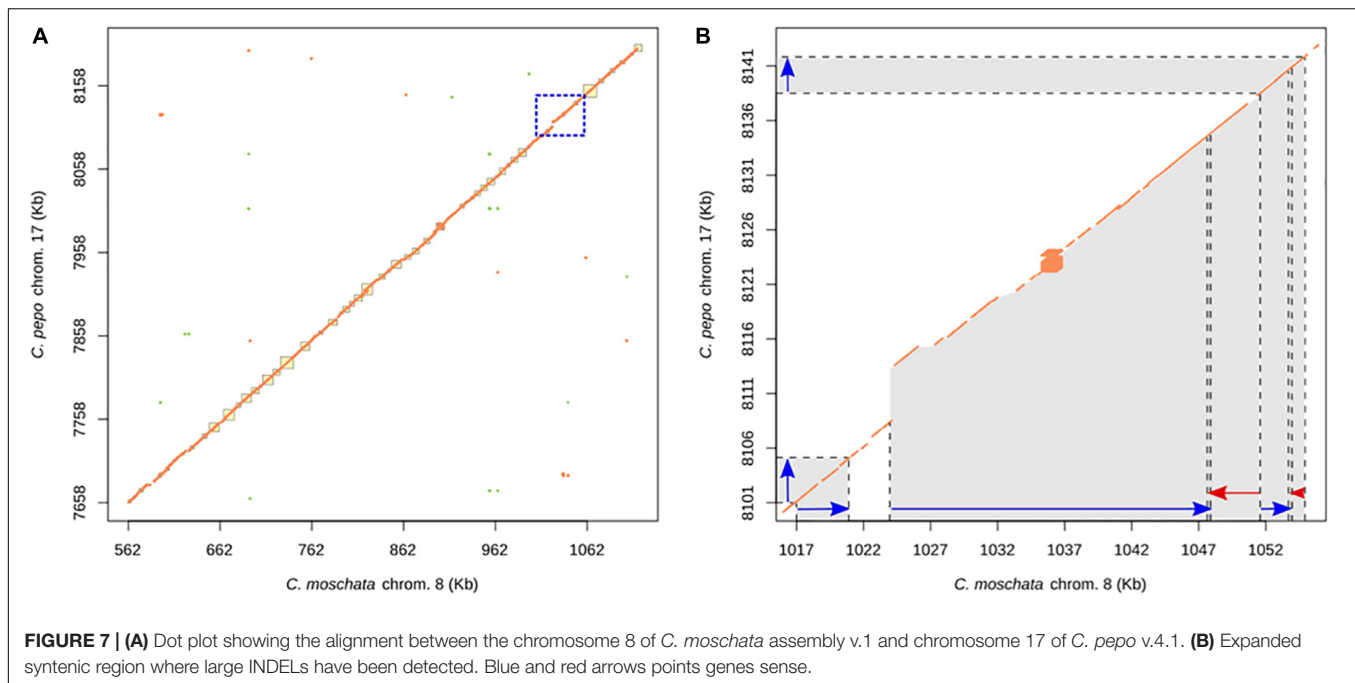 A
B
C. pepo chrom. 17 (Kb)
8158
8058
7958
7858
7758
7658
562 662 762 862 962 1062
C. moschata chrom. 8 (Kb)
C. pepo chrom. 17 (Kb)
8141
8136
8131
8126
8121
8116
8111
8106
8101
1017 1022 1027 1032 1037 1042 1047 1052
C. moschata chrom. 8 (Kb)
FIGURE 7 | (A) Dot plot showing the alignment between the chromosome 8 of C. moschata assembly v.1 and chromosome 17 of C. pepo v.4.1. (B) Expanded
syntenic region where large INDELs have been detected. Blue and red arrows points genes sense.